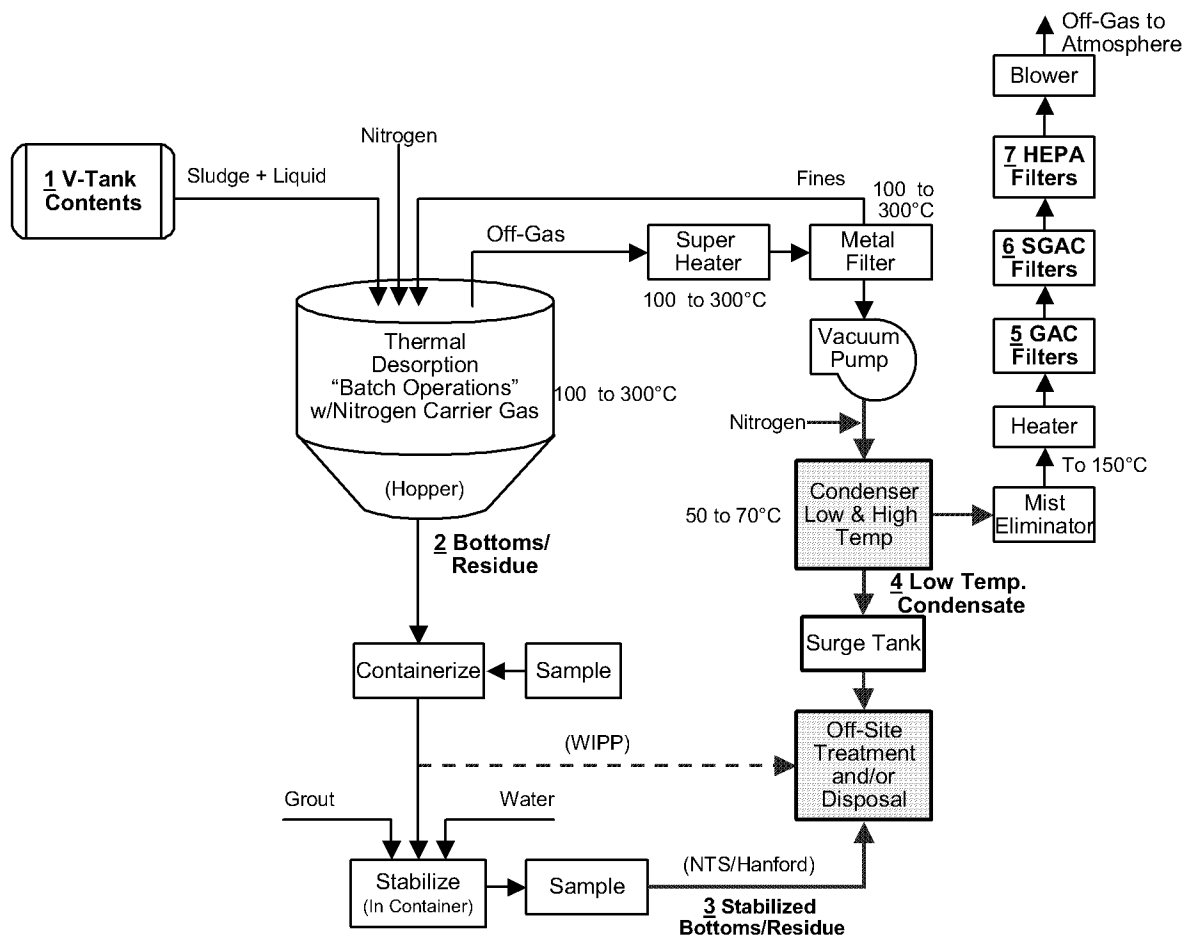 Off-Gas to
Atmosphere
Blower
7 HEPA
Filters
6 SGAC
Filters
5 GAC
Filters
Heater
To 150°C
Mist
Eliminator
Nitrogen
1 V-Tank
Contents
Sludge + Liquid
Fines
100 to
300°C
Off-Gas
Super
Heater
100 to 300°C
Metal
Filter
Vacuum
Pump
Thermal
Desorption
“Batch Operations”
w/Nitrogen Carrier Gas
100 to 300°C
(Hopper)
Nitrogen
50 to 70°C
Condenser
Low & High
Temp
2 Bottoms/
Residue
4 Low Temp.
Condensate
Surge Tank
Containerize
Sample
(WIPP)
Off-Site
Treatment
and/or
Disposal
Grout
Water
Stabilize
(In Container)
Sample
(NTS/Hanford)
3 Stabilized
Bottoms/Residue